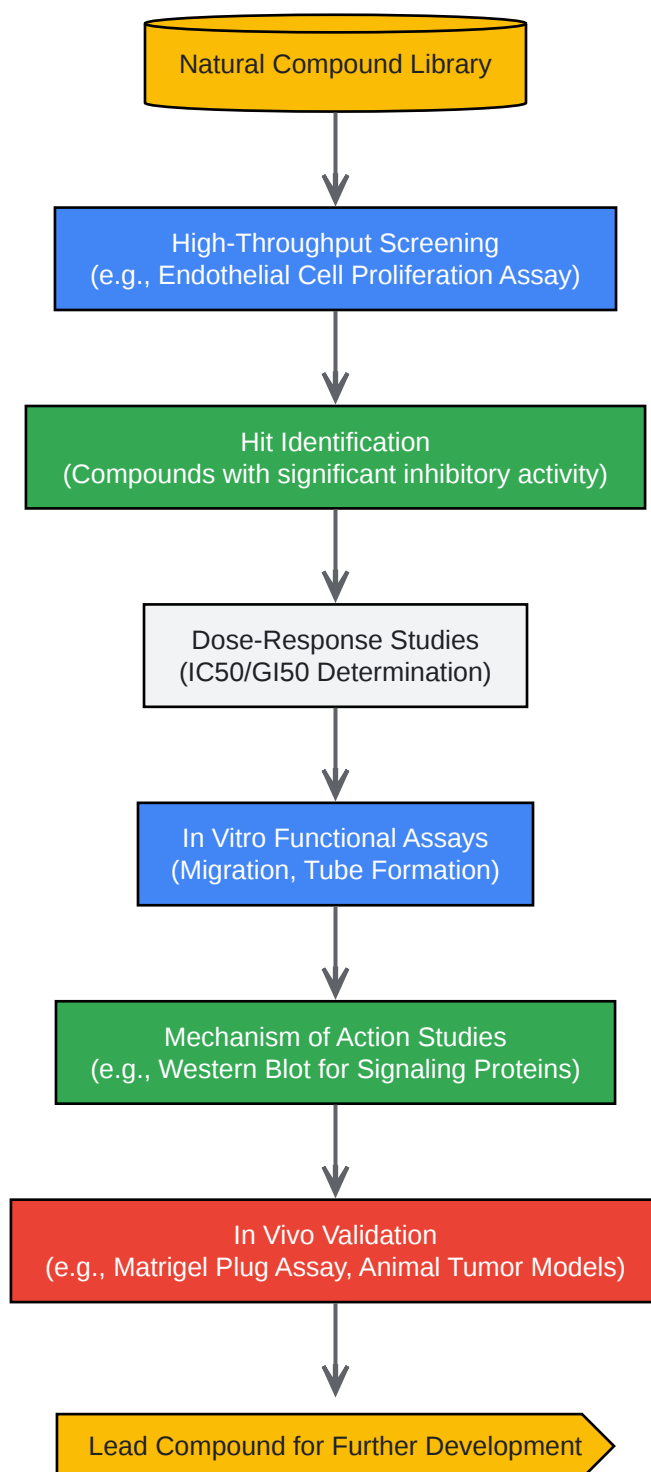 Natural Compound Library
High-Throughput Screening
(e.g., Endothelial Cell Proliferation Assay)
Hit Identification
(Compounds with significant inhibitory activity)
Dose-Response Studies
(IC50/GI50 Determination)
In Vitro Functional Assays
(Migration, Tube Formation)
Mechanism of Action Studies
(e.g., Western Blot for Signaling Proteins)
In Vivo Validation
(e.g., Matrigel Plug Assay, Animal Tumor Models)
Lead Compound for Further Development